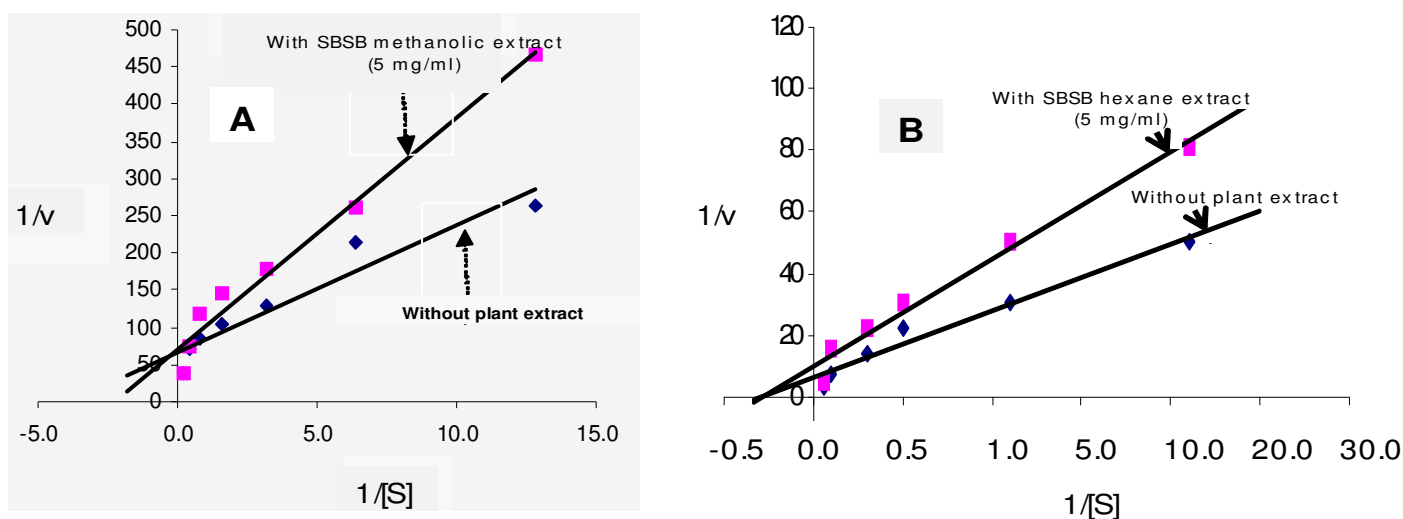 500
450
400
350
300
250
200
150
100
50
0
-5.0 0.0 5.0 10.0 15.0
1/v
1/[S]
A
With SBSB methanolic extract
(5 mg/ml)
Without plant extract
120
100
80
60
40
20
0
-0.5 0.0 0.5 1.0 5.0 10.0 20.0 30.0
1/v
1/[S]
B
With SBSB hexane extract
(5 mg/ml)
Without plant extract